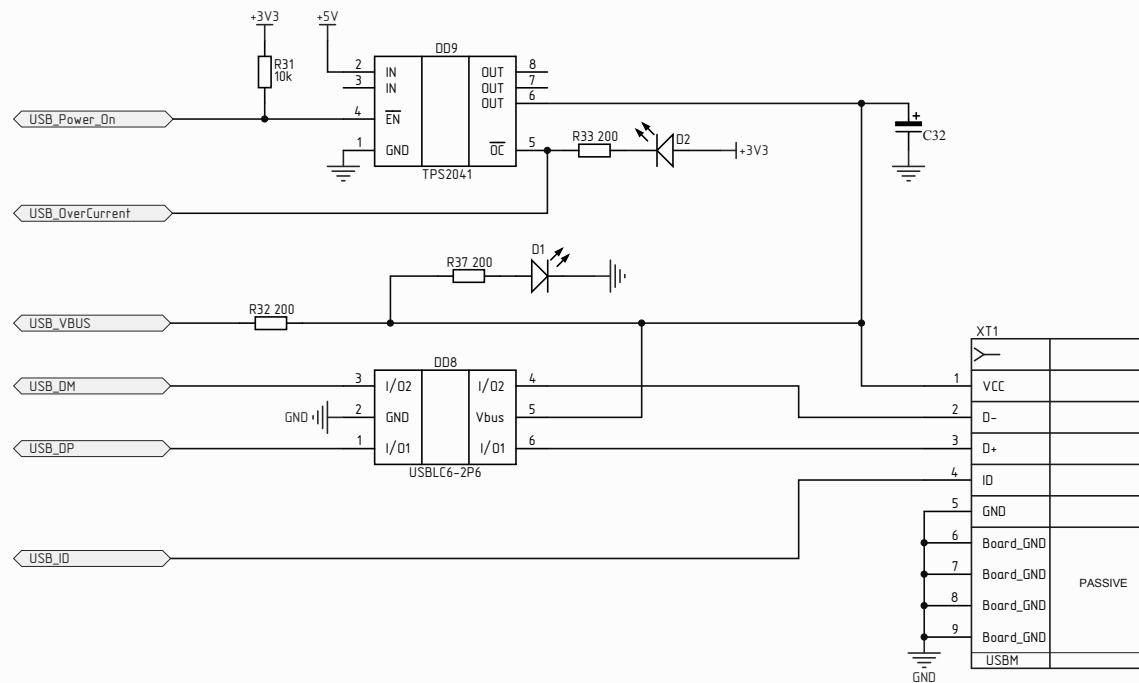 +3V3
+5V
R31
10k
DD9
2 IN OUT 8
3 IN OUT 7
OUT 6
USB_Power_On
4 EN
1 GND OC 5
TPS2041
R33 200
D2
+3V3
+
C32
USB_OverCurrent
R37 200
D1
R32 200
USB_VBUS
XT1
DD8
USB_DM
3 I/O2 I/O2 4
GND 2 GND Vbus 5
USB_DP
1 I/O1 I/O1 6
USBLC6-2P6
1 VCC
2 D-
3 D+
4 ID
5 GND
USB_ID
6 Board_GND
7 Board_GND
PASSIVE
8 Board_GND
9 Board_GND
USBM
GND